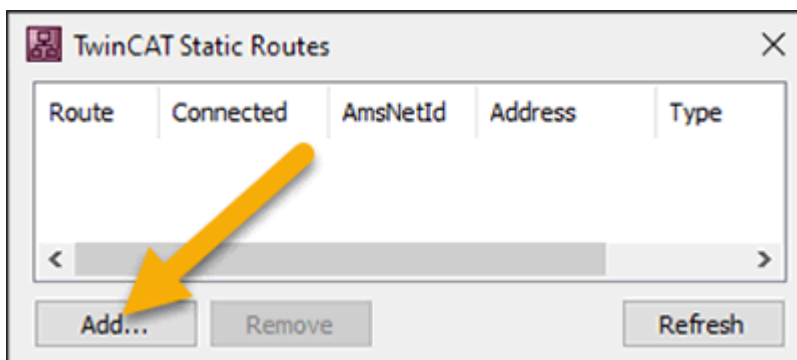 TwinCAT Static Routes
Route Connected AmsNetId Address Type
Add... Remove Refresh